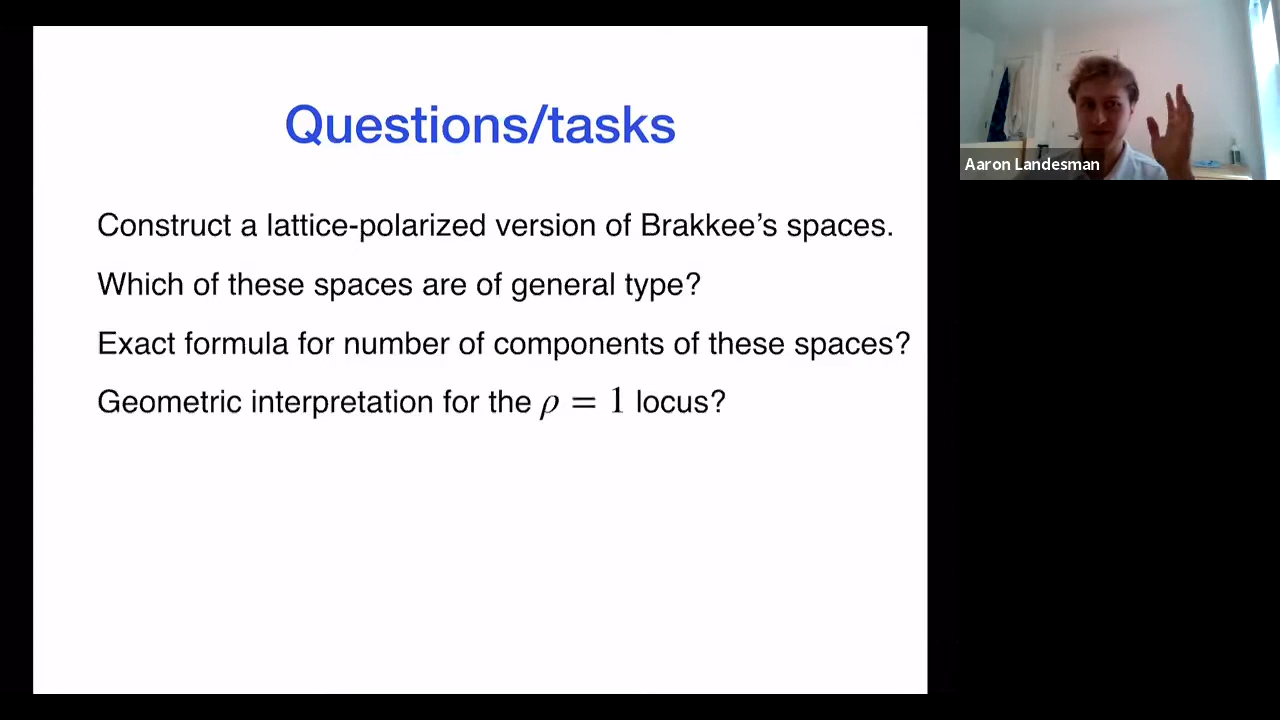 Questions/tasks
Construct a lattice-polarized version of Brakkee’s spaces.
Which of these spaces are of general type?
Exact formula for number of components of these spaces?
Geometric interpretation for the ρ = 1 locus?
Aaron Landesman